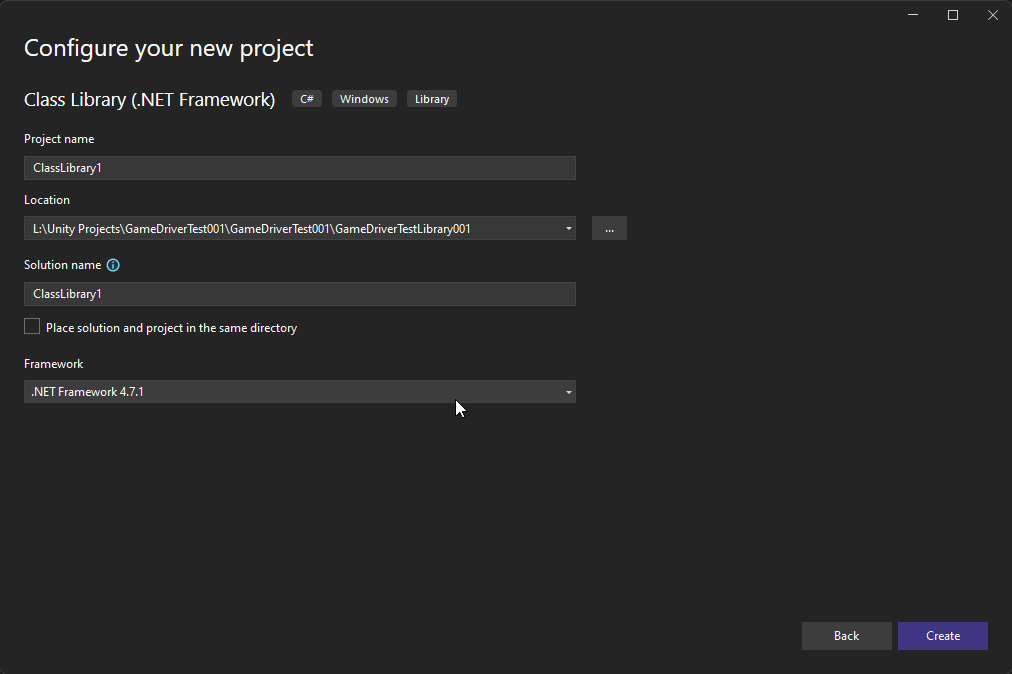 Configure your new project
Class Library (.NET Framework) C# Windows Library
Project name
ClassLibrary1
Location
L:\Unity Projects\GameDriverTest001\GameDriverTest001\GameDriverTestLibrary001 ...
Solution name
ClassLibrary1
Place solution and project in the same directory
Framework
.NET Framework 4.7.1
Back Create